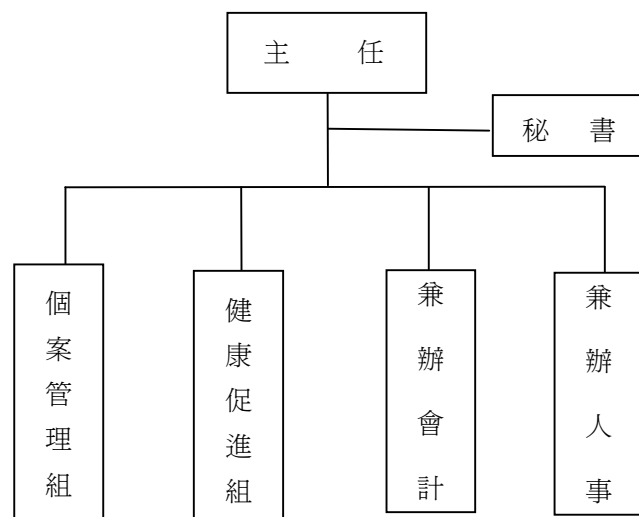 主 任
秘 書
個案管理組
健康促進組
兼辦會計
兼辦人事